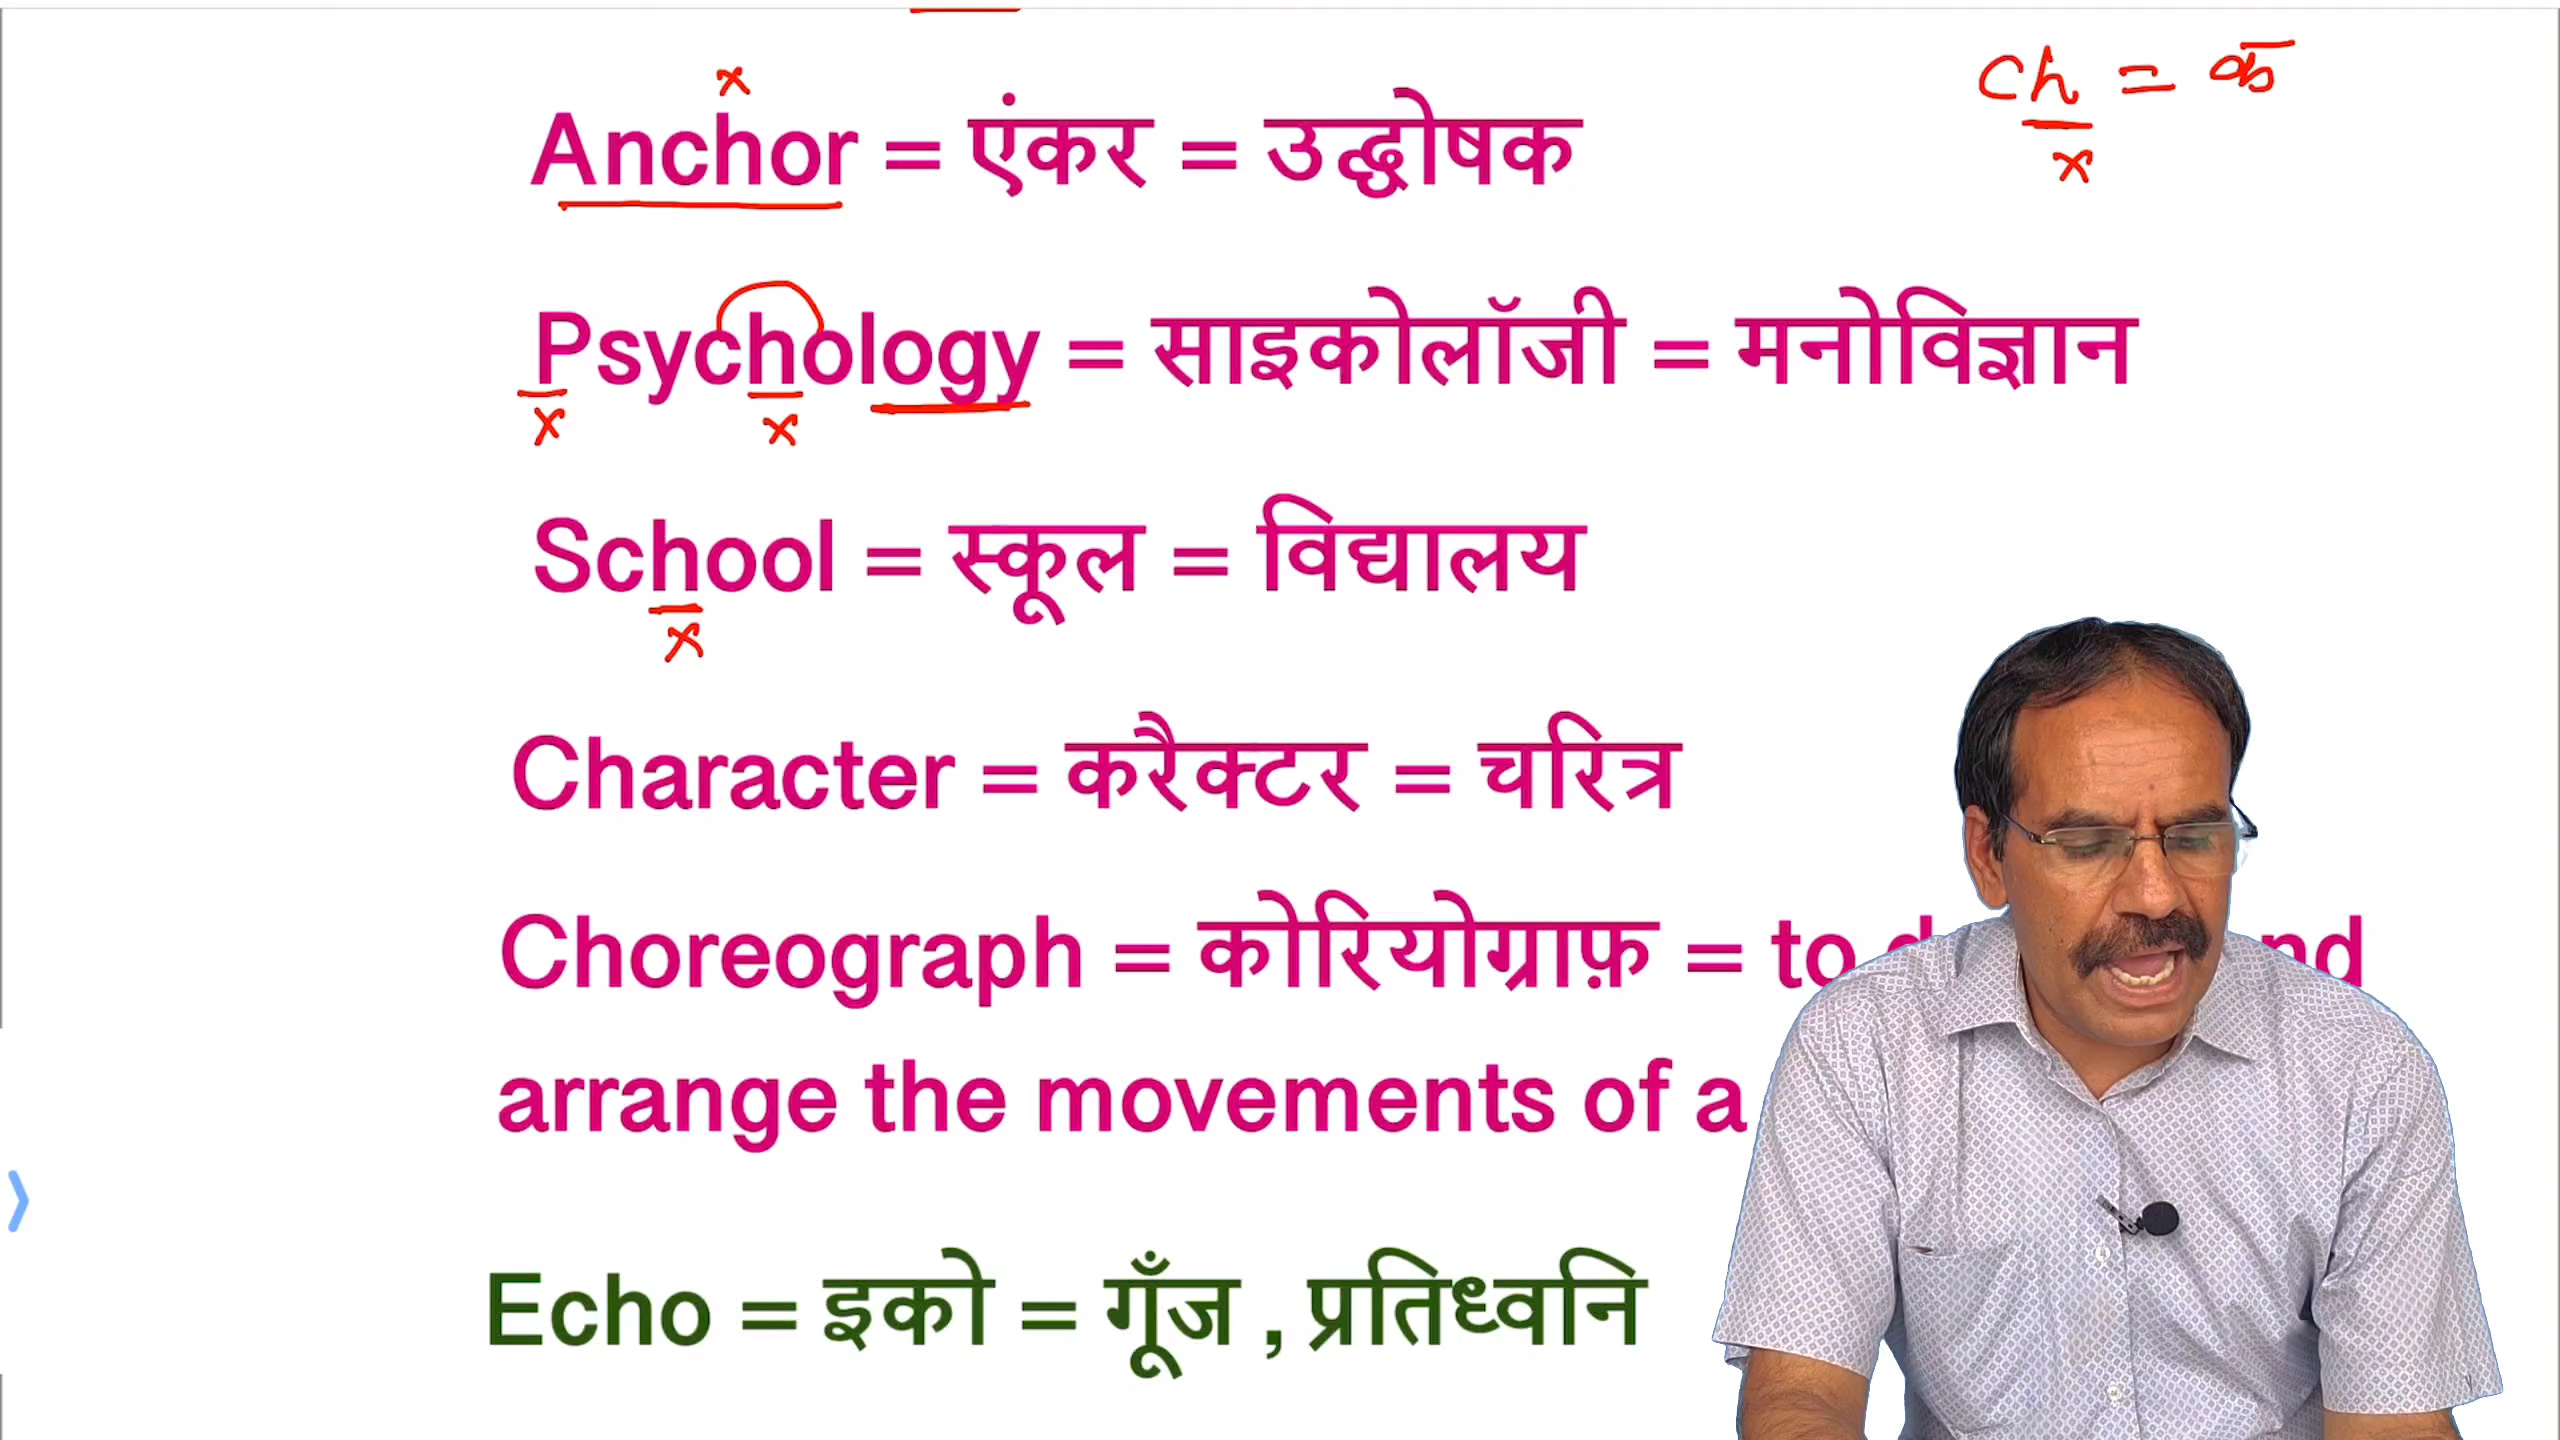 ch = क
x
x
Anchor = एंकर = उद्घोषक
Psychology = साइकोलॉजी = मनोविज्ञान
x x
School = स्कूल = विद्यालय
x
Character = करैक्टर = चरित्र
Choreograph = कोरियोग्राफ़ = to
arrange the movements of a
Echo = इको = गूँज , प्रतिध्वनि